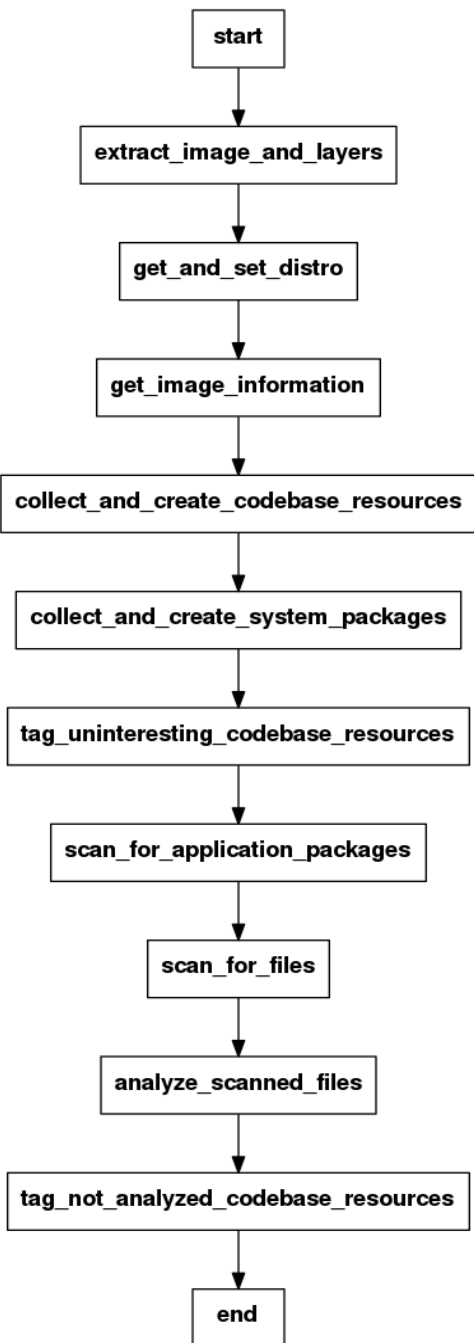 start
extract_image_and_layers
get_and_set_distro
get_image_information
collect_and_create_codebase_resources
collect_and_create_system_packages
tag_uninteresting_codebase_resources
scan_for_application_packages
scan_for_files
analyze_scanned_files
tag_not_analyzed_codebase_resources
end